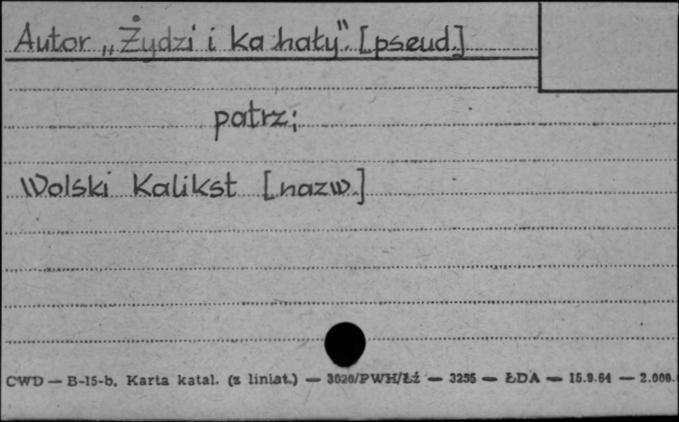 Autor „Żydzi i kahały". [pseud.]
patrz:
Wolski Kalikst [nazw.]
CWD — B-15-b. Karta katal. (z liniat.) — 3020/PWH/Łź — 3255 — ŁDA — 15.9.64 — 2.000.